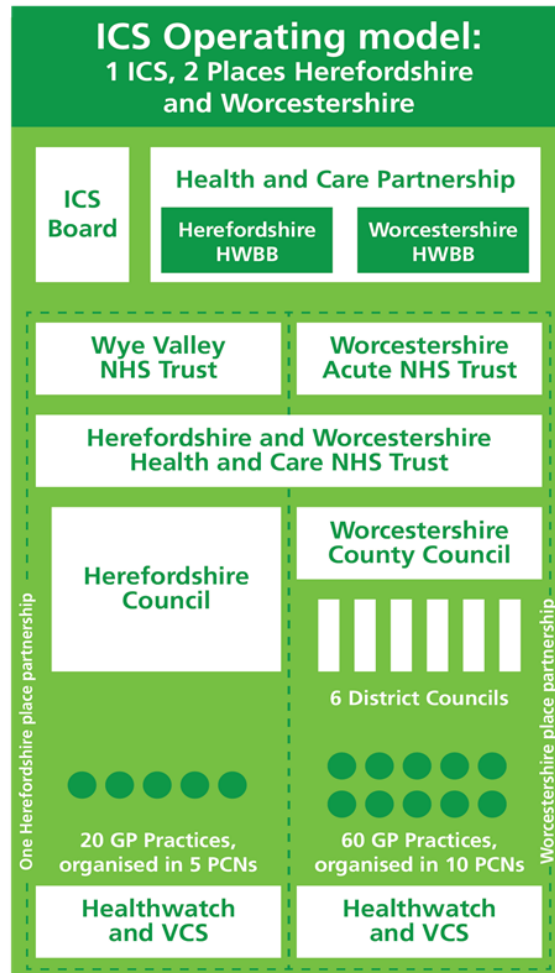 ICS Operating model:
1 ICS, 2 Places Herefordshire
and Worcestershire
ICS
Board
Health and Care Partnership
Herefordshire
HWBB
Worcestershire
HWBB
Wye Valley
NHS Trust
Worcestershire
Acute NHS Trust
Herefordshire and Worcestershire
Health and Care NHS Trust
Herefordshire
Council
Worcestershire
County Council
6 District Councils
20 GP Practices,
organised in 5 PCNs
60 GP Practices,
organised in 10 PCNs
Healthwatch
and VCS
Healthwatch
and VCS
One Herefordshire place partnership
Worcestershire place partnership